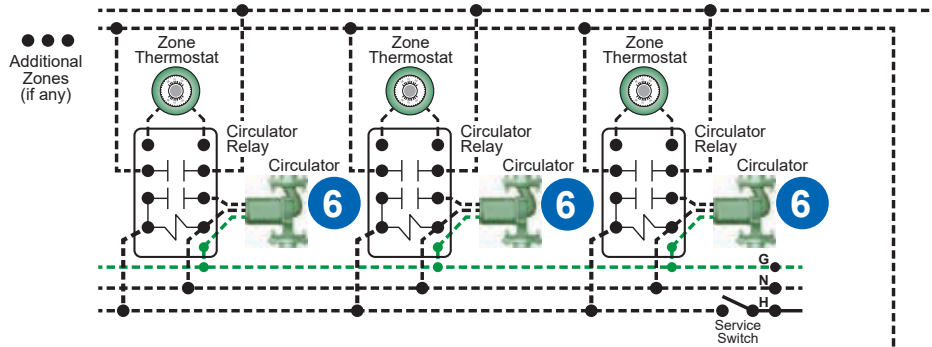 Additional
Zones
(if any)
Zone
Thermostat
Circulator
Relay
Circulator
6
Zone
Thermostat
Circulator
Relay
Circulator
6
Zone
Thermostat
Circulator
Relay
Circulator
6
G
N
H
Service
Switch